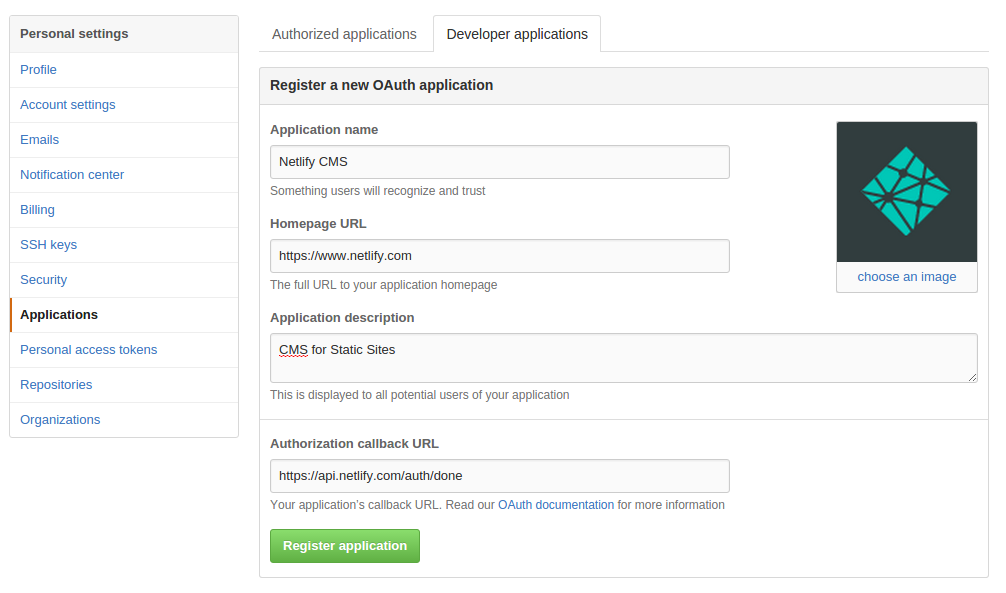 Personal settings
Profile
Account settings
Emails
Notification center
Billing
SSH keys
Security
Applications
Personal access tokens
Repositories
Organizations
Authorized applications
Developer applications
Register a new OAuth application
Application name
Netlify CMS
Something users will recognize and trust
Homepage URL
https://www.netlify.com
The full URL to your application homepage
choose an image
Application description
CMS for Static Sites
This is displayed to all potential users of your application
Authorization callback URL
https://api.netlify.com/auth/done
Your application's callback URL. Read our OAuth documentation for more information
Register application